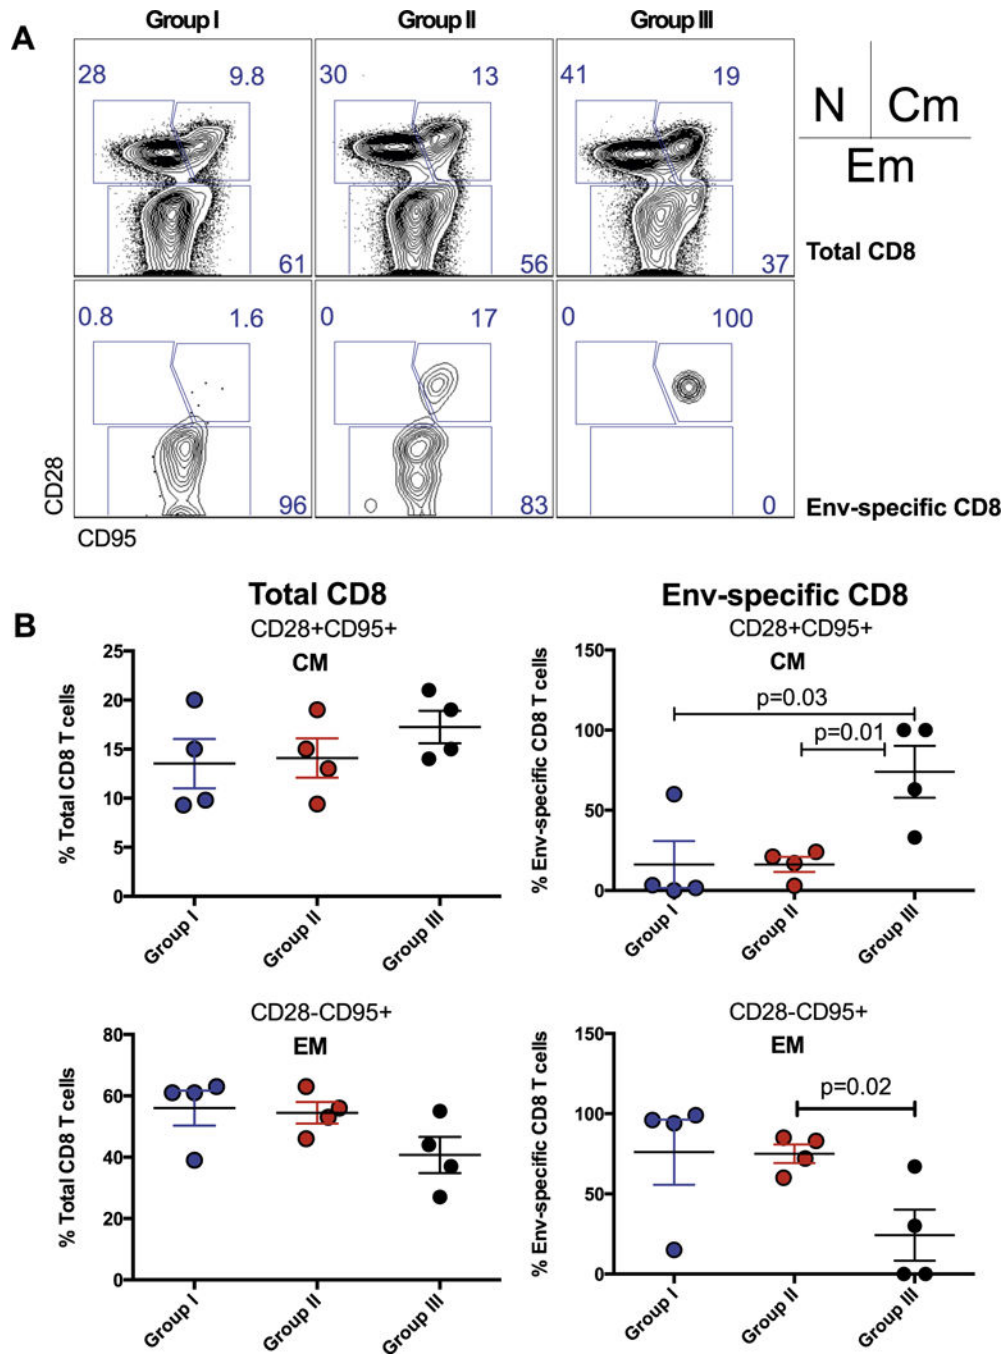 A
Group I Group II Group III
28 9.8 30 13 41 19
N Cm
Em
61 56 37
Total CD8
0.8 1.6 0 17 0 100
96 83 0
CD28
CD95
Env-specific CD8
B
Total CD8
CD28+CD95+
CM
% Total CD8 T cells
25
20
15
10
5
0
Group I Group II Group III
Env-specific CD8
CD28+CD95+
CM
% Env-specific CD8 T cells
150
100
50
0
p=0.03
p=0.01
Group I Group II Group III
CD28-CD95+
EM
% Total CD8 T cells
80
60
40
20
0
Group I Group II Group III
CD28-CD95+
EM
% Env-specific CD8 T cells
150
100
50
0
p=0.02
Group I Group II Group III